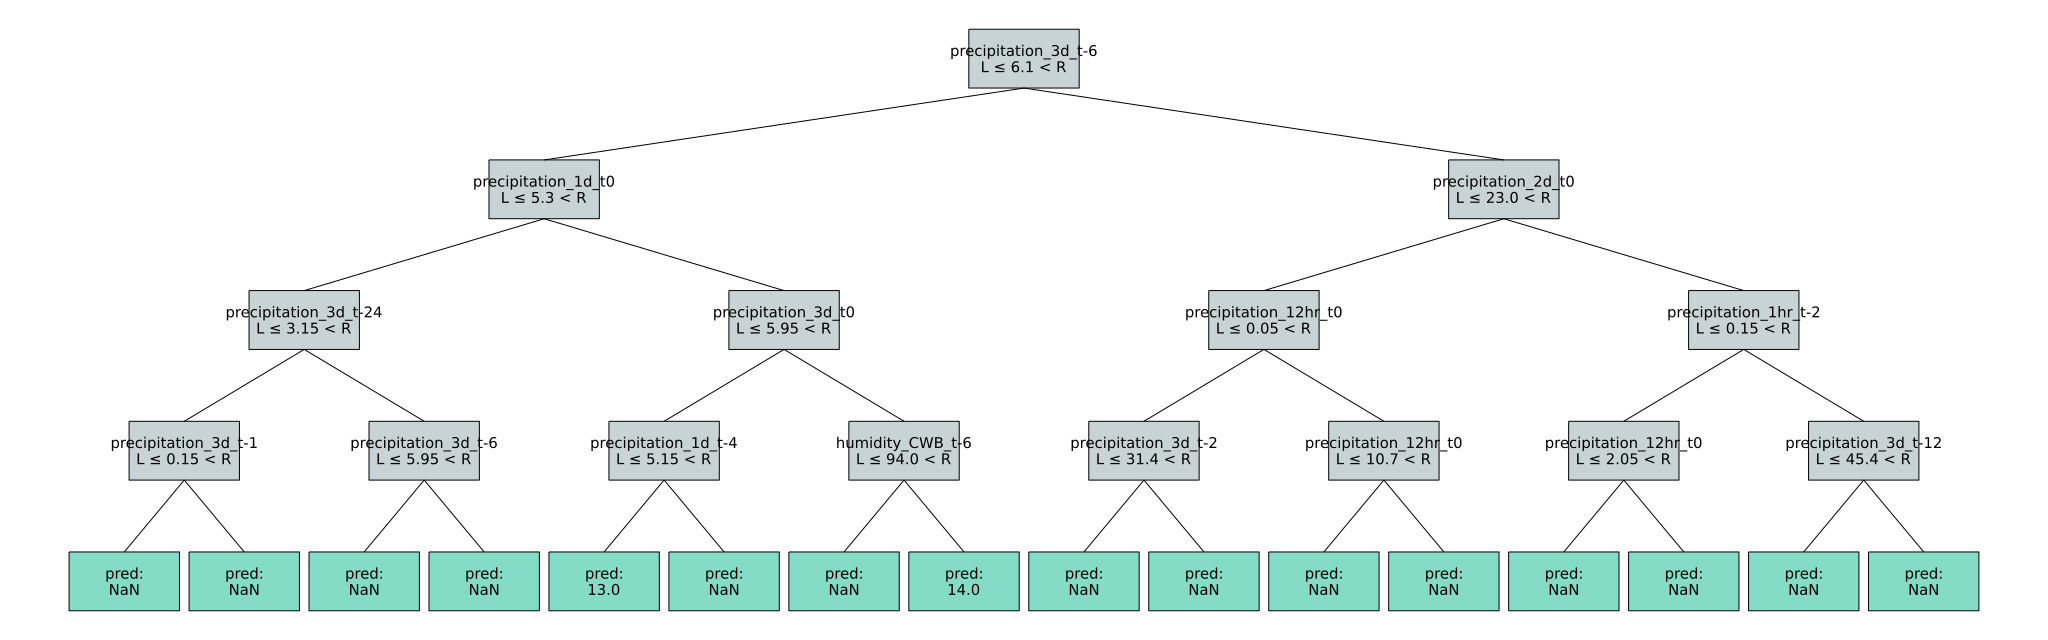 precipitation_3d_t-6
L ≤ 6.1 < R
precipitation_1d_t0
L ≤ 5.3 < R
precipitation_2d_t0
L ≤ 23.0 < R
precipitation_3d_t-24
L ≤ 3.15 < R
precipitation_3d_t0
L ≤ 5.95 < R
precipitation_12hr_t0
L ≤ 0.05 < R
precipitation_1hr_t-2
L ≤ 0.15 < R
precipitation_3d_t-1
L ≤ 0.15 < R
precipitation_3d_t-6
L ≤ 5.95 < R
precipitation_1d_t-4
L ≤ 5.15 < R
humidity_CWB_t-6
L ≤ 94.0 < R
precipitation_3d_t-2
L ≤ 31.4 < R
precipitation_12hr_t0
L ≤ 10.7 < R
precipitation_12hr_t0
L ≤ 2.05 < R
precipitation_3d_t-12
L ≤ 45.4 < R
pred:
NaN
pred:
NaN
pred:
NaN
pred:
NaN
pred:
13.0
pred:
NaN
pred:
NaN
pred:
14.0
pred:
NaN
pred:
NaN
pred:
NaN
pred:
NaN
pred:
NaN
pred:
NaN
pred:
NaN
pred:
NaN